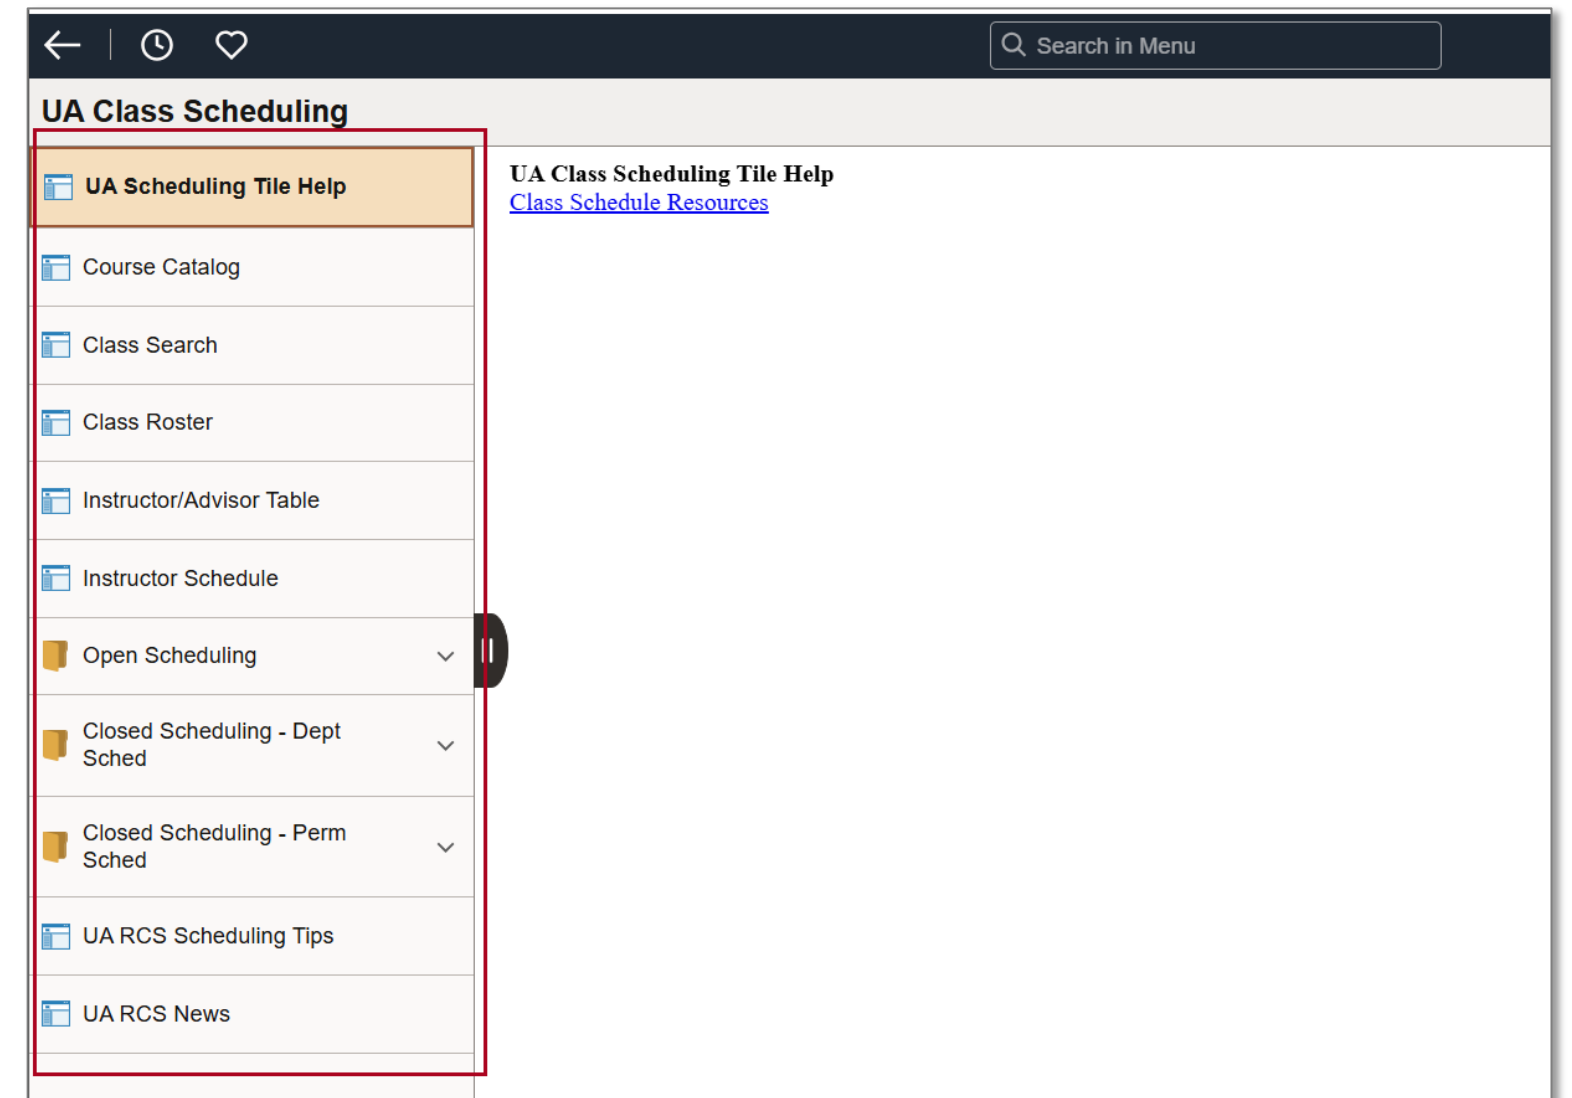 Search in Menu
UA Class Scheduling
UA Scheduling Tile Help
Course Catalog
Class Search
Class Roster
Instructor/Advisor Table
Instructor Schedule
Open Scheduling
Closed Scheduling - Dept
Sched
Closed Scheduling - Perm
Sched
UA RCS Scheduling Tips
UA RCS News
UA Class Scheduling Tile Help
Class Schedule Resources